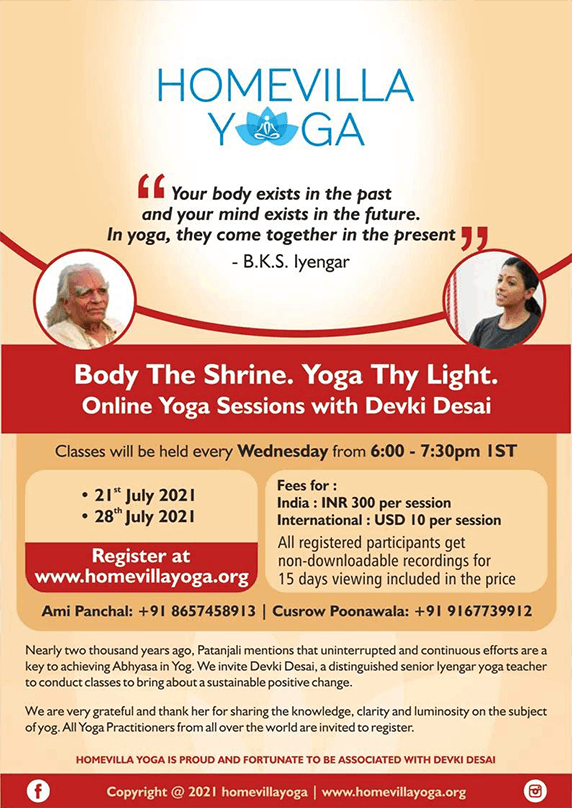 HOMEVILLA
YOGA
“ Your body exists in the past
and your mind exists in the future.
In yoga, they come together in the present ”
- B.K.S. Iyengar
Body The Shrine. Yoga Thy Light.
Online Yoga Sessions with Devki Desai
Classes will be held every Wednesday from 6:00 - 7:30pm IST
• 21st July 2021
• 28th July 2021
Register at
www.homevillayoga.org
Fees for :
India : INR 300 per session
International : USD 10 per session
All registered participants get
non-downloadable recordings for
15 days viewing included in the price
Ami Panchal: +91 8657458913 | Cusrow Poonawala: +91 9167739912
Nearly two thousand years ago, Patanjali mentions that uninterrupted and continuous efforts are a
key to achieving Abhyasa in Yog. We invite Devki Desai, a distinguished senior Iyengar yoga teacher
to conduct classes to bring about a sustainable positive change.
We are very grateful and thank her for sharing the knowledge, clarity and luminosity on the subject
of yog. All Yoga Practitioners from all over the world are invited to register.
HOMEVILLA YOGA IS PROUD AND FORTUNATE TO BE ASSOCIATED WITH DEVKI DESAI
f
Copyright @ 2021 homevillayoga | www.homevillayoga.org